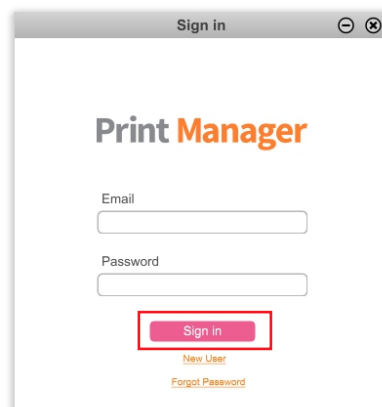 Sign in
Print Manager
Email
Password
Sign in
New User
Forgot Password